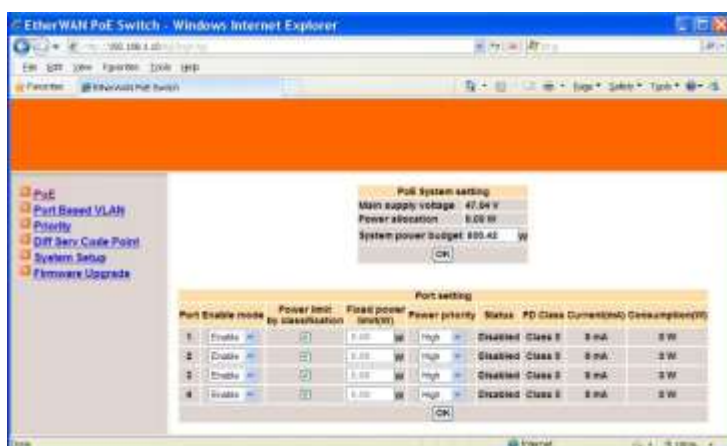 EtherWAN PoE Switch - Windows Internet Explorer
File Edit View Favorites Tools Help
Favorites EtherWAN PoE Switch
Page Safety Tools
PoE
Port Based VLAN
Priority
Diff Serv Code Point
System Setup
Firmware Upgrade
PoE System setting
Main supply voltage 47.04 V
Power allocation 0.00 W
System power budget W
OK
Port setting
Port Enable mode Power limit by classification Fixed power limit(W) Power priority Status PD Class Current(mA) Consumption(W)
1 Enable W High Disabled Class 0 0 mA 0 W
2 Enable W High Disabled Class 0 0 mA 0 W
3 Enable W High Disabled Class 0 0 mA 0 W
4 Enable W High Disabled Class 0 0 mA 0 W
OK
Done Internet